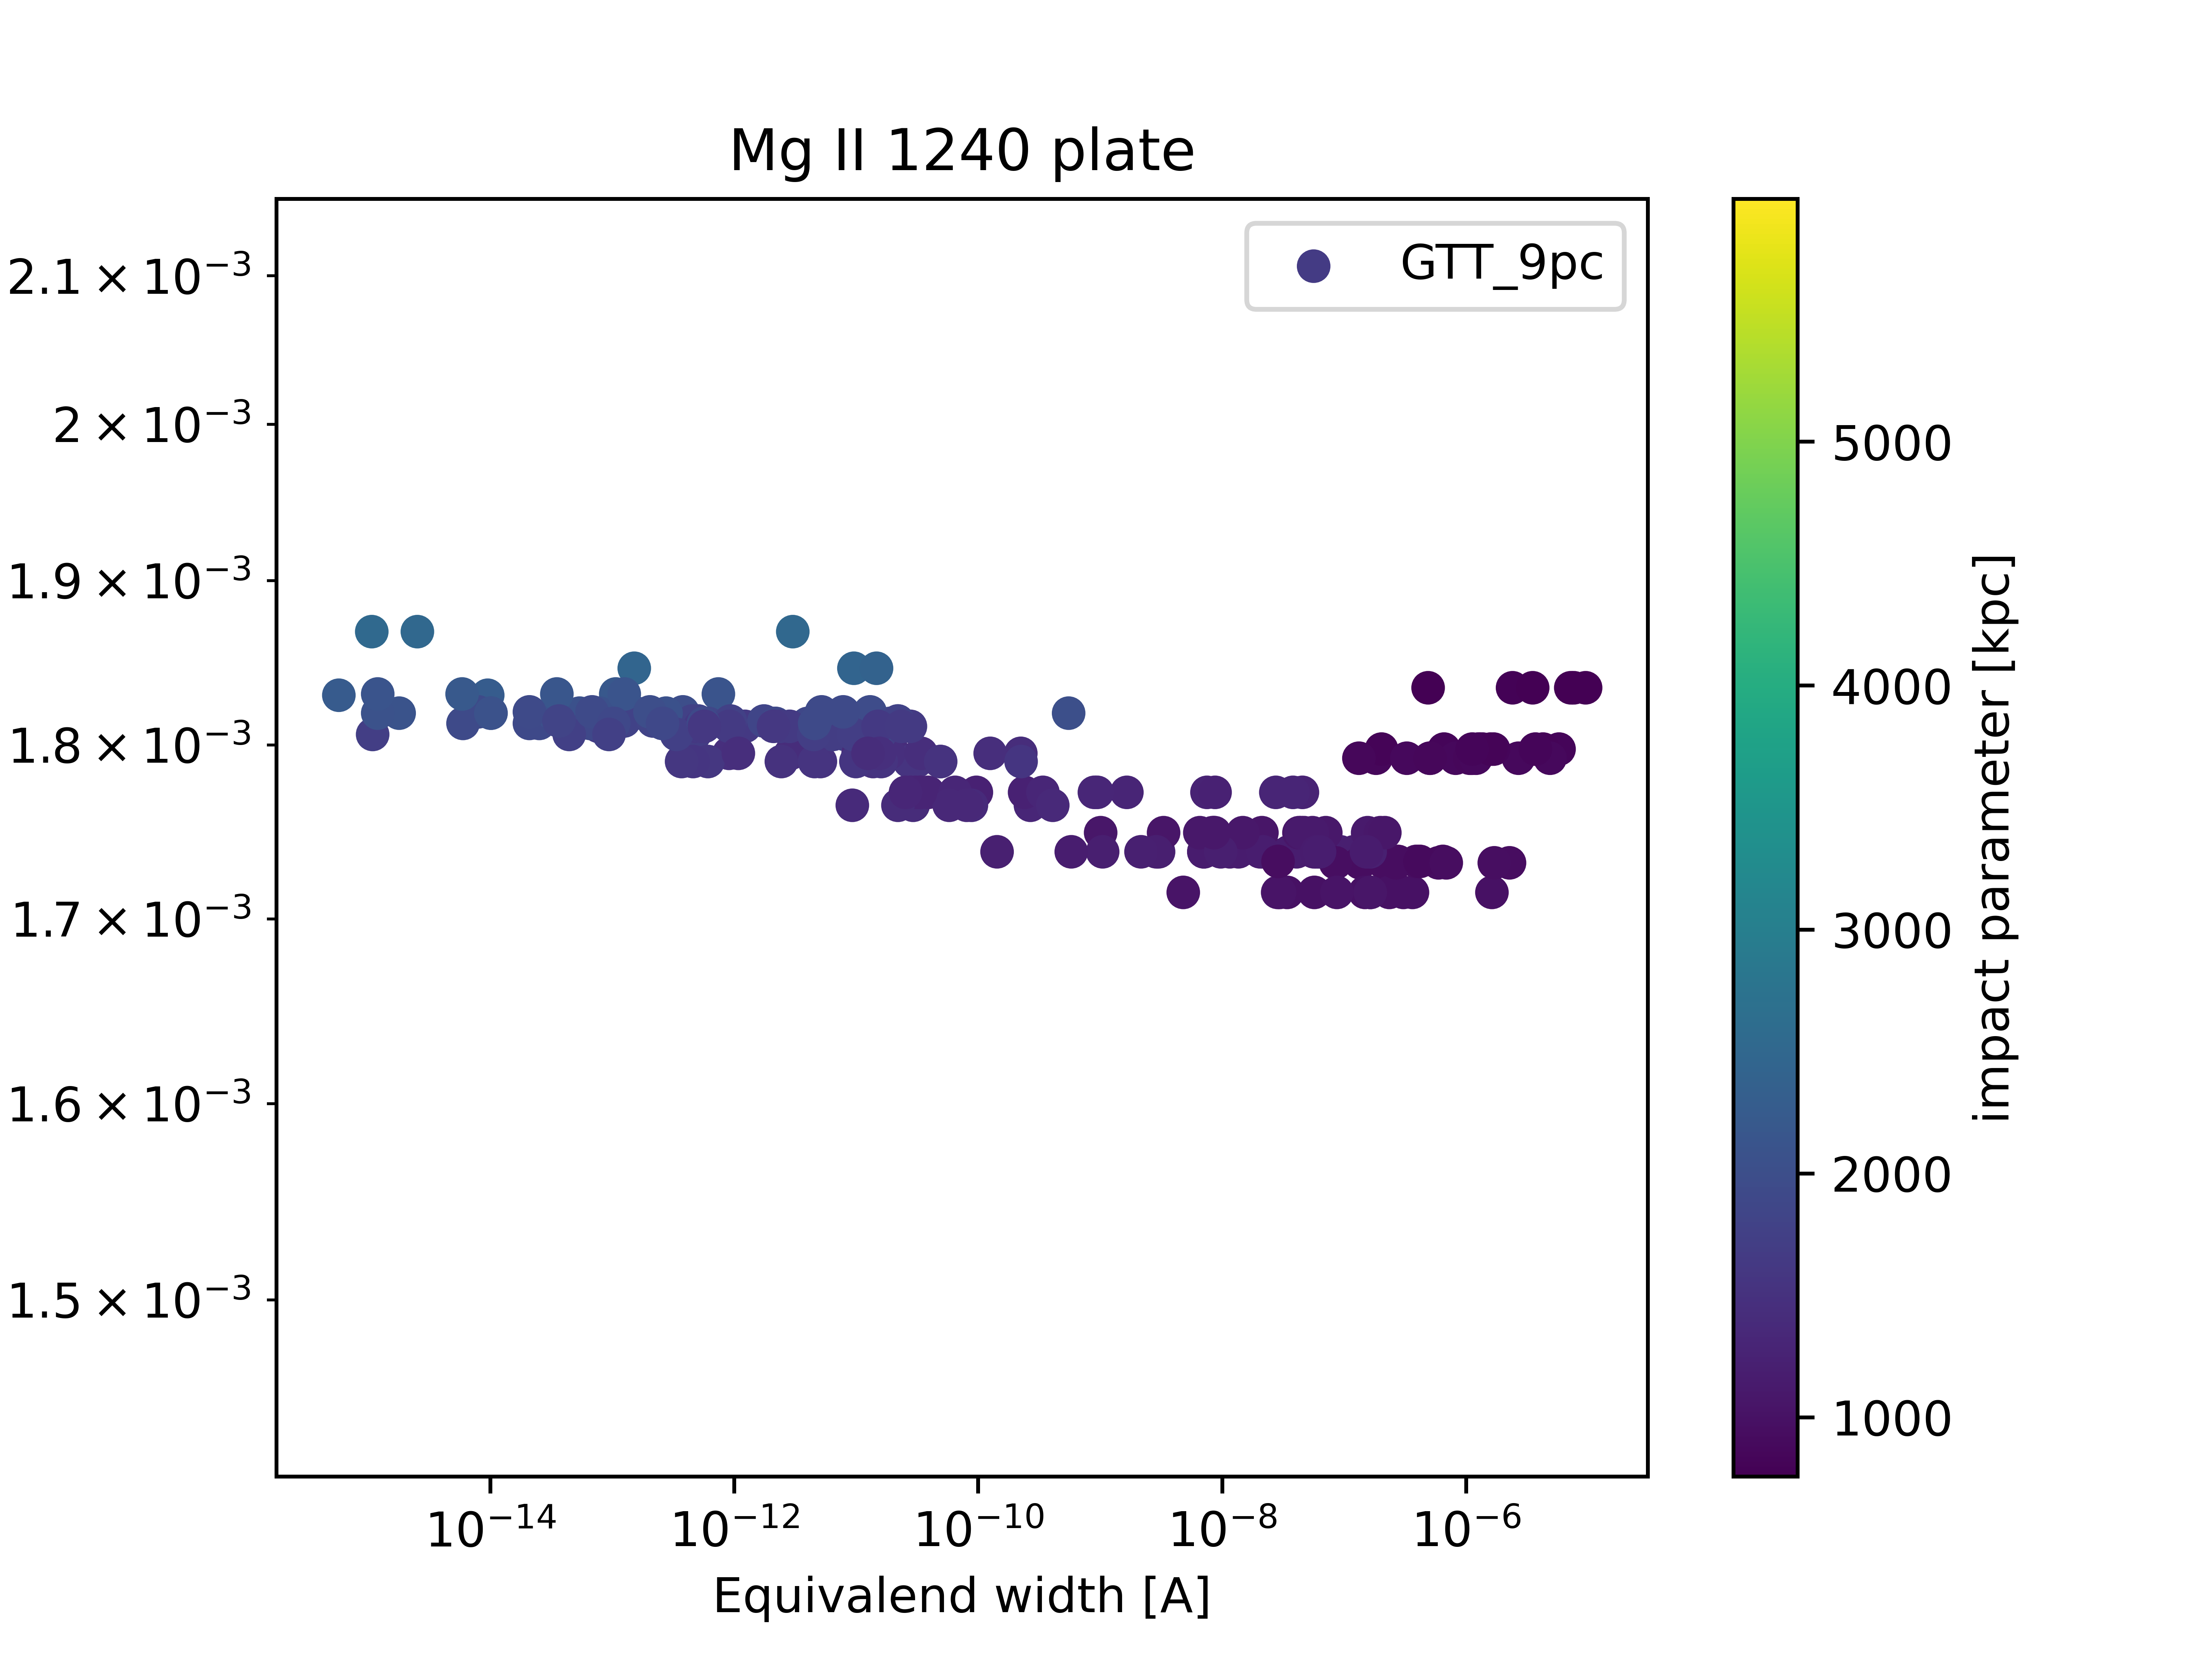 Mg II 1240 plate
GTT_9pc
2.1 × 10⁻³
2 × 10⁻³
1.9 × 10⁻³
1.8 × 10⁻³
1.7 × 10⁻³
1.6 × 10⁻³
1.5 × 10⁻³
10⁻¹⁴ 10⁻¹² 10⁻¹⁰ 10⁻⁸ 10⁻⁶
Equivalend width [A]
5000
4000
3000
2000
1000
impact parameter [kpc]